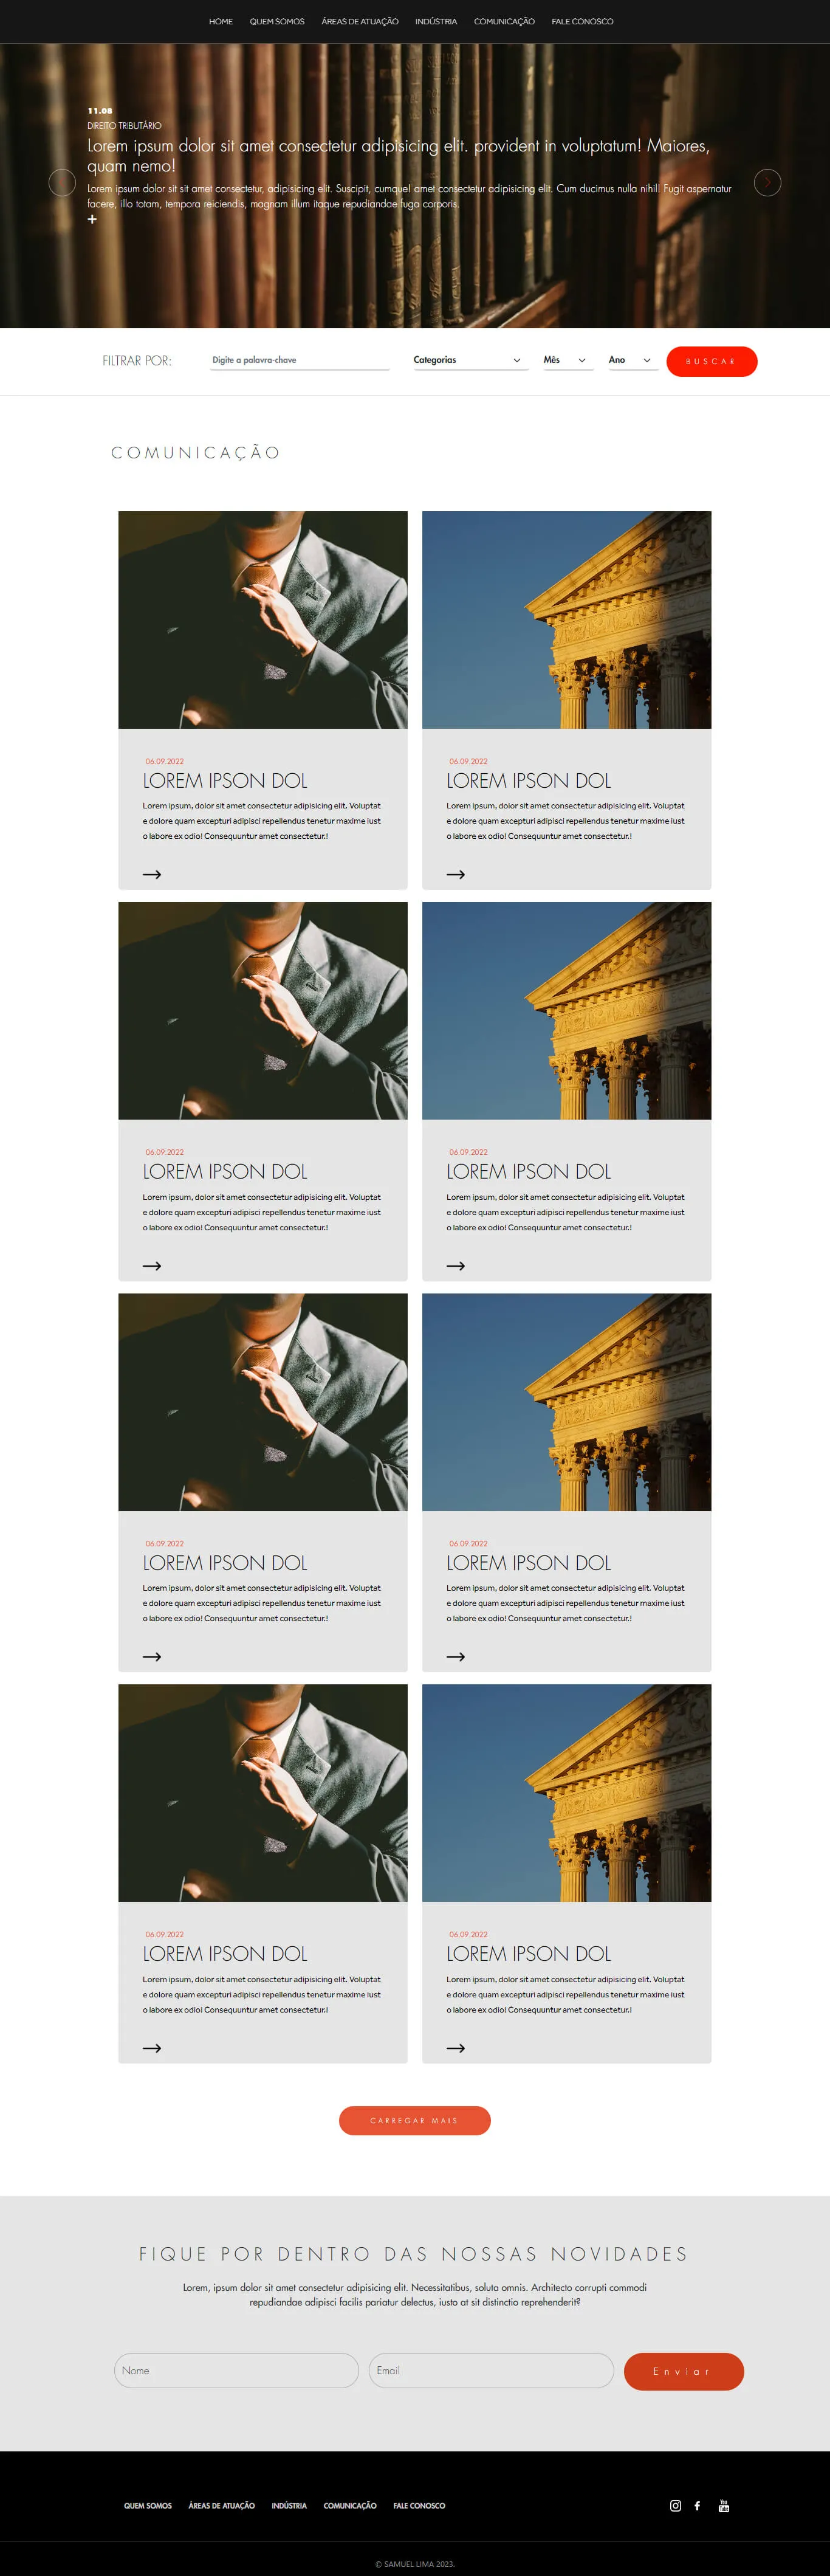 HOME QUEM SOMOS ÁREAS DE ATUAÇÃO INDÚSTRIA COMUNICAÇÃO FALE CONOSCO
11.08
DIREITO TRIBUTÁRIO
Lorem ipsum dolor sit amet consectetur adipisicing elit. provident in voluptatum! Maiores,
quam nemo!
Lorem ipsum dolor sit sit amet consectetur, adipisicing elit. Suscipit, cumque! amet consectetur adipisicing elit. Cum ducimus nulla nihil! Fugit aspernatur
facere, illo totam, tempora reiciendis, magnam illum itaque repudiandae fuga corporis.
+
FILTRAR POR: Digite a palavra-chave Categorias Mês Ano BUSCAR
COMUNICAÇÃO
06.09.2022
LOREM IPSON DOL
Lorem ipsum, dolor sit amet consectetur adipisicing elit. Voluptat
e dolore quam excepturi adipisci repellendus tenetur maxime iust
o labore ex odio! Consequuntur amet consectetur.!
06.09.2022
LOREM IPSON DOL
Lorem ipsum, dolor sit amet consectetur adipisicing elit. Voluptat
e dolore quam excepturi adipisci repellendus tenetur maxime iust
o labore ex odio! Consequuntur amet consectetur.!
06.09.2022
LOREM IPSON DOL
Lorem ipsum, dolor sit amet consectetur adipisicing elit. Voluptat
e dolore quam excepturi adipisci repellendus tenetur maxime iust
o labore ex odio! Consequuntur amet consectetur.!
06.09.2022
LOREM IPSON DOL
Lorem ipsum, dolor sit amet consectetur adipisicing elit. Voluptat
e dolore quam excepturi adipisci repellendus tenetur maxime iust
o labore ex odio! Consequuntur amet consectetur.!
06.09.2022
LOREM IPSON DOL
Lorem ipsum, dolor sit amet consectetur adipisicing elit. Voluptat
e dolore quam excepturi adipisci repellendus tenetur maxime iust
o labore ex odio! Consequuntur amet consectetur.!
06.09.2022
LOREM IPSON DOL
Lorem ipsum, dolor sit amet consectetur adipisicing elit. Voluptat
e dolore quam excepturi adipisci repellendus tenetur maxime iust
o labore ex odio! Consequuntur amet consectetur.!
06.09.2022
LOREM IPSON DOL
Lorem ipsum, dolor sit amet consectetur adipisicing elit. Voluptat
e dolore quam excepturi adipisci repellendus tenetur maxime iust
o labore ex odio! Consequuntur amet consectetur.!
06.09.2022
LOREM IPSON DOL
Lorem ipsum, dolor sit amet consectetur adipisicing elit. Voluptat
e dolore quam excepturi adipisci repellendus tenetur maxime iust
o labore ex odio! Consequuntur amet consectetur.!
CARREGAR MAIS
FIQUE POR DENTRO DAS NOSSAS NOVIDADES
Lorem, ipsum dolor sit amet consectetur adipisicing elit. Necessitatibus, soluta omnis. Architecto corrupti commodi
repudiandae adipisci facilis pariatur delectus, iusto at sit distinctio reprehenderit?
Nome Email Enviar
QUEM SOMOS ÁREAS DE ATUAÇÃO INDÚSTRIA COMUNICAÇÃO FALE CONOSCO
© SAMUEL LIMA 2023.